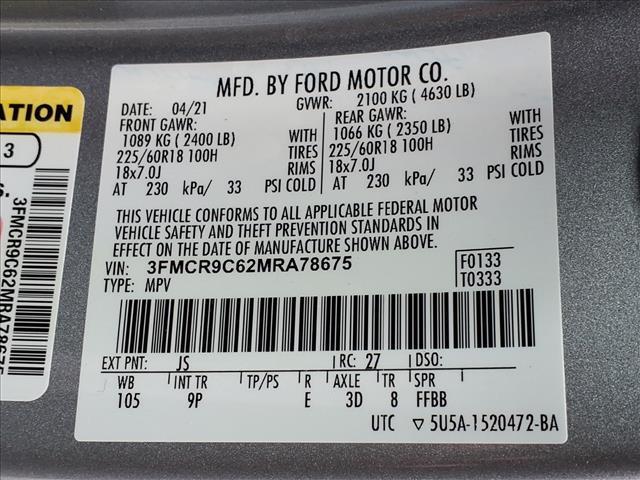 MFD. BY FORD MOTOR CO.
DATE: 04/21 GVWR: 2100 KG ( 4630 LB)
FRONT GAWR: REAR GAWR:
1089 KG ( 2400 LB) WITH 1066 KG ( 2350 LB) WITH
225/60R18 100H TIRES 225/60R18 100H TIRES
18x7.0J RIMS 18x7.0J RIMS
AT 230 kPa/ 33 PSI COLD AT 230 kPa/ 33 PSI COLD
THIS VEHICLE CONFORMS TO ALL APPLICABLE FEDERAL MOTOR
VEHICLE SAFETY AND THEFT PREVENTION STANDARDS IN
EFFECT ON THE DATE OF MANUFACTURE SHOWN ABOVE.
VIN: 3FMCR9C62MRA78675 F0133
TYPE: MPV T0333
EXT PNT: JS RC: 27 DSO:
WB INT TR TP/PS R AXLE TR SPR
105 9P E 3D 8 FFBB
UTC ▽ 5U5A-1520472-BA
3
3FMCR9C62MRA78675